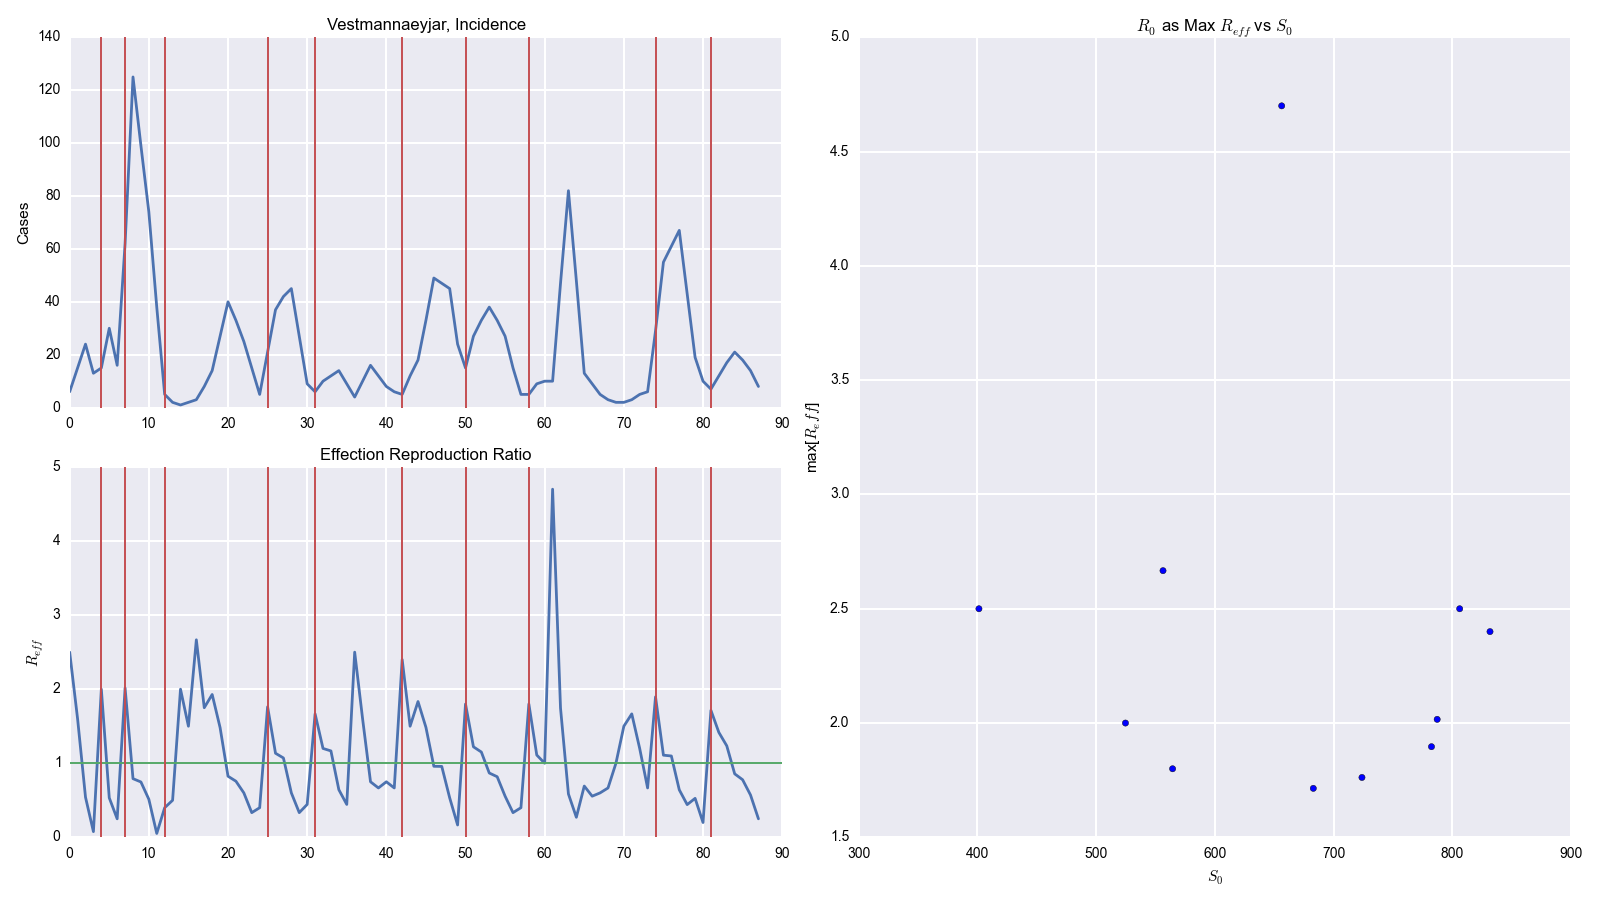 Vestmannaeyjar, Incidence
140
120
100
80
60
40
20
0
Cases
0 10 20 30 40 50 60 70 80 90
Effection Reproduction Ratio
5
4
3
2
1
0
R_eff
0 10 20 30 40 50 60 70 80 90
R_0 as Max R_eff vs S_0
5.0
4.5
4.0
3.5
3.0
2.5
2.0
1.5
max[R_eff]
300 400 500 600 700 800 900
S_0